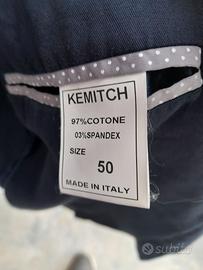 KEMITCH
97%COTONE
03%SPANDEX
SIZE
50
MADE IN ITALY
subito